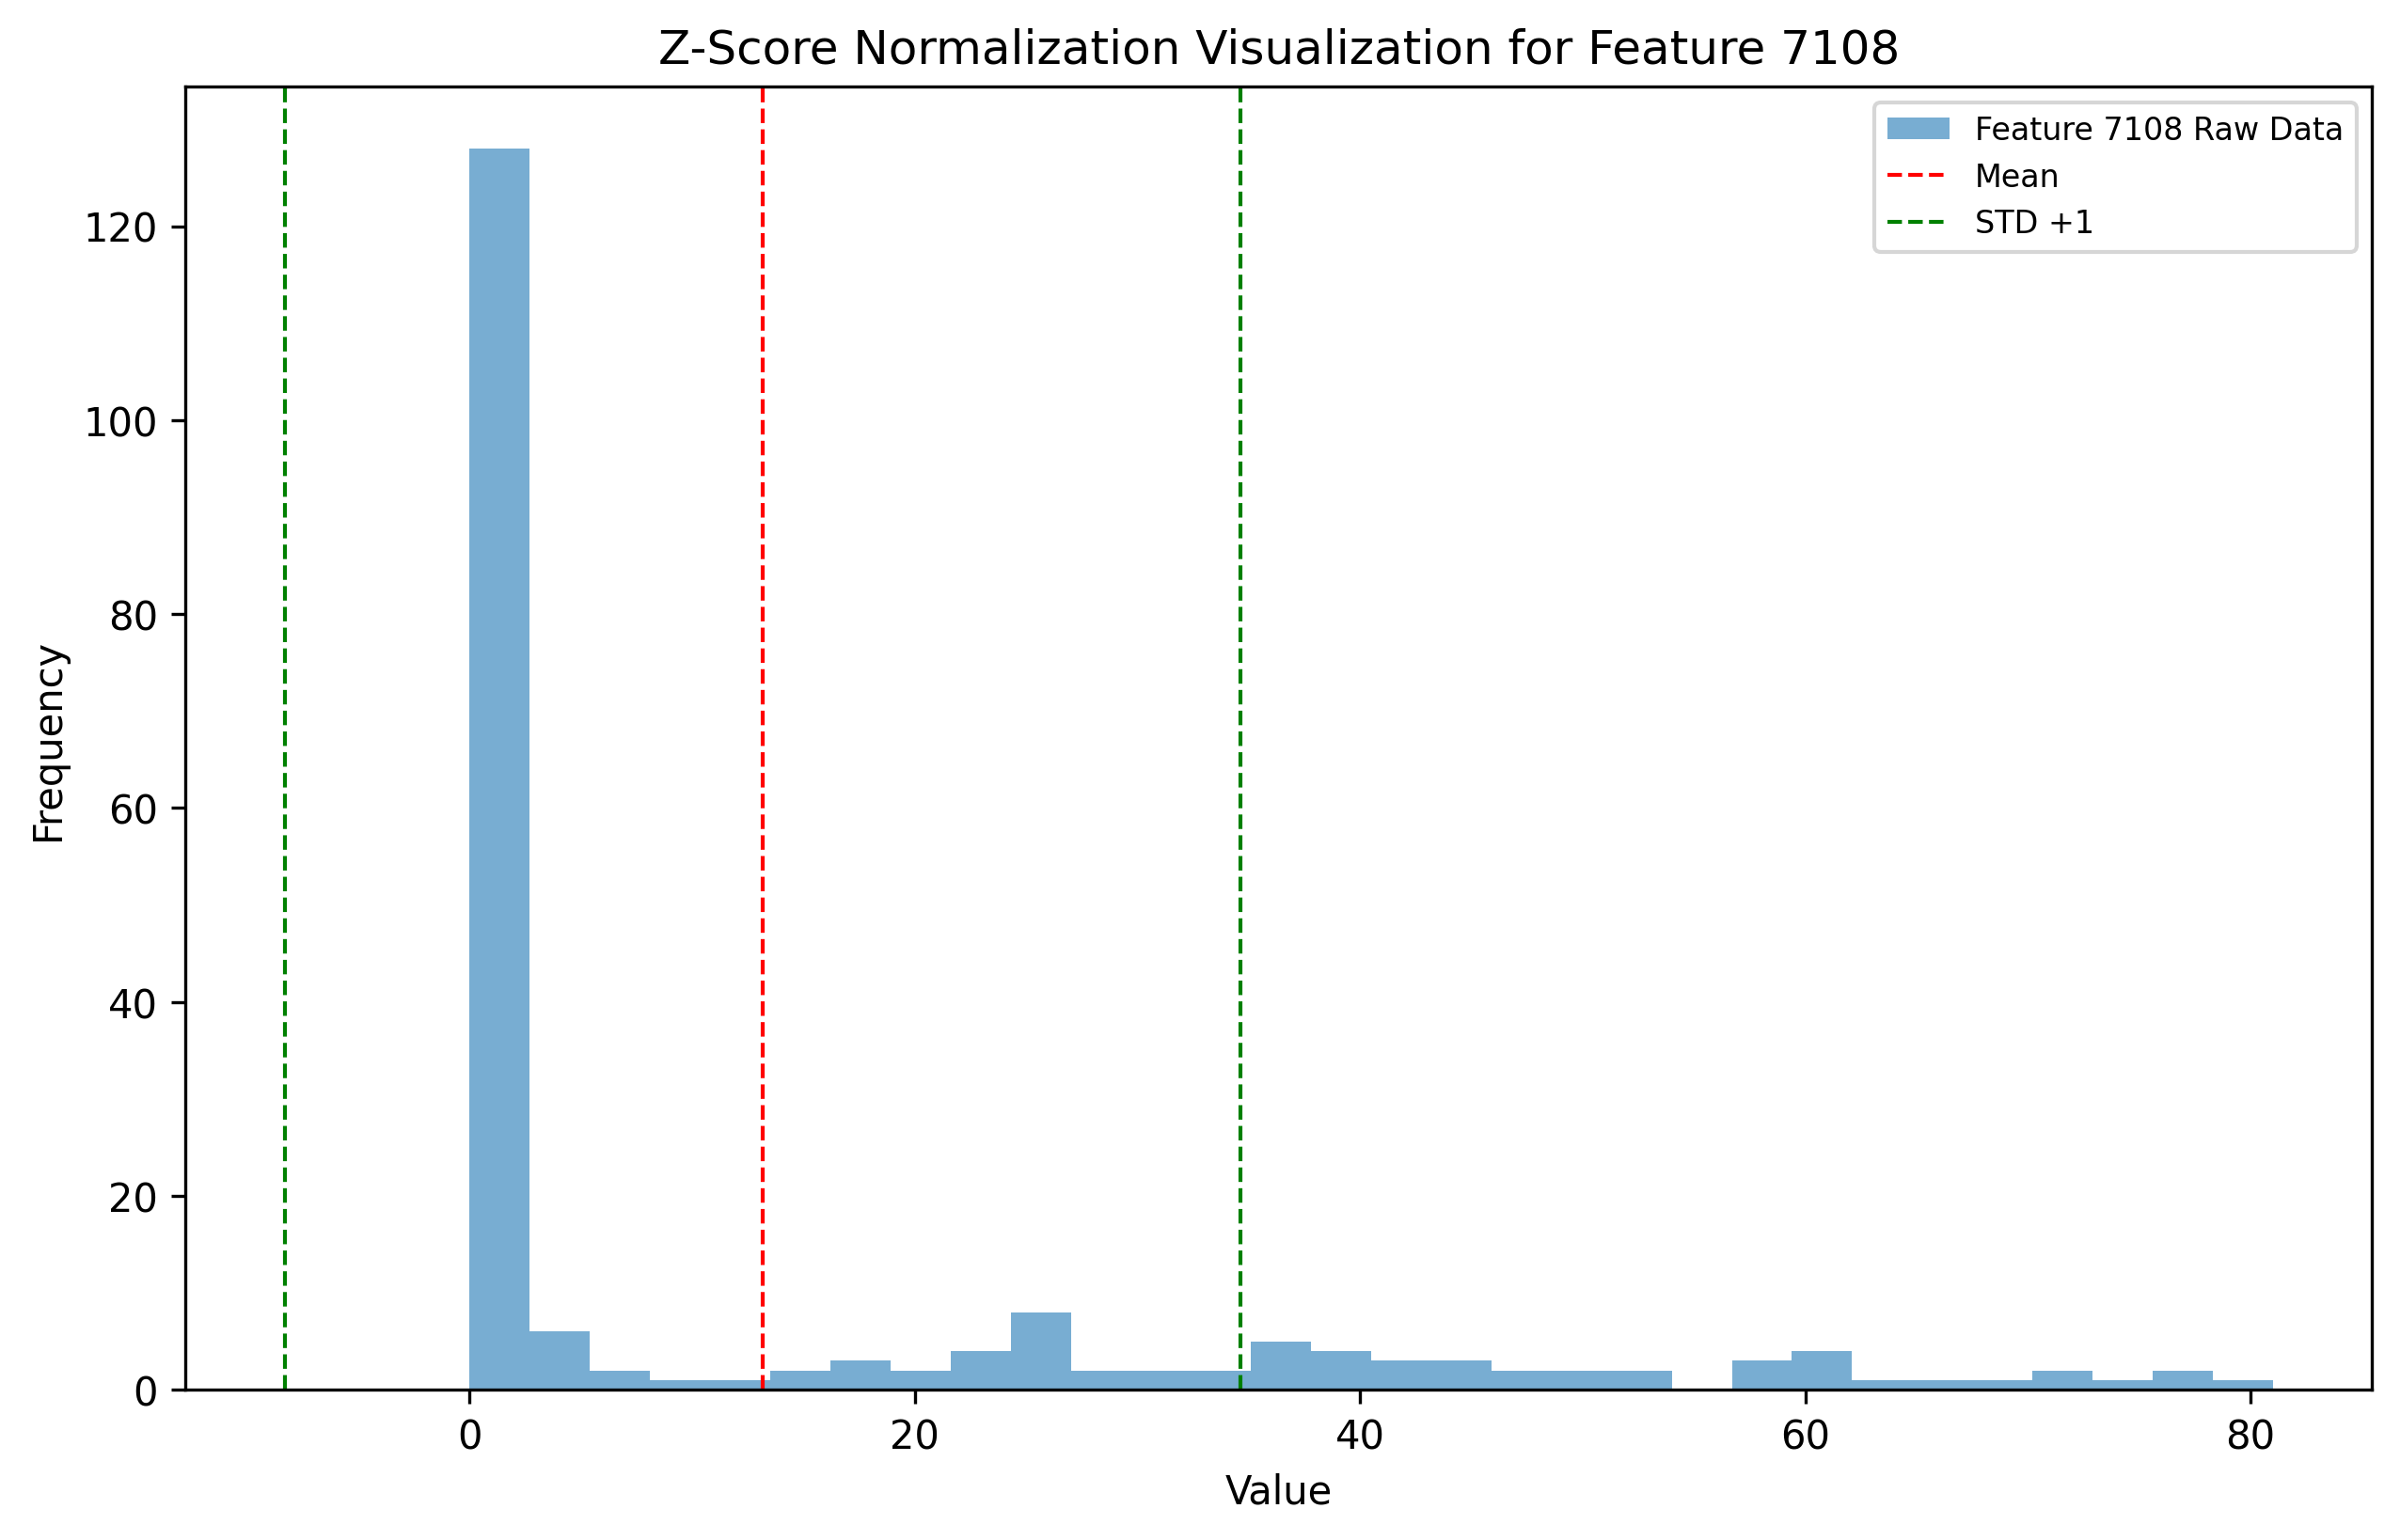 Z-Score Normalization Visualization for Feature 7108
Feature 7108 Raw Data
Mean
STD +1
Frequency
120
100
80
60
40
20
0
0 20 40 60 80
Value